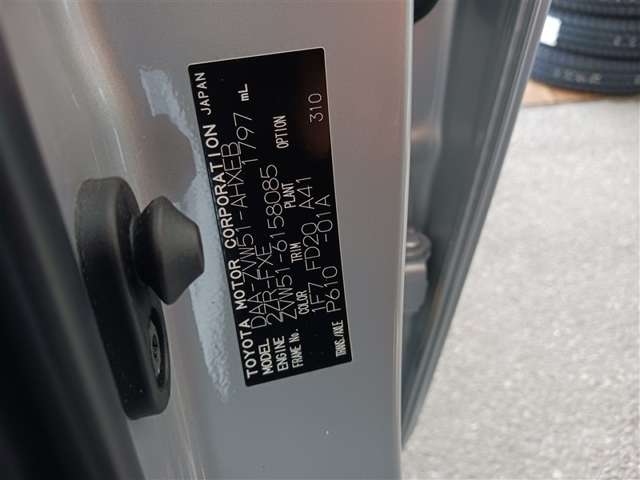 TOYOTA MOTOR CORPORATION JAPAN
MODEL DAA-ZVW51-AHXEB
ENGINE 2ZR-FXE 1797 mL
FRAME No. ZVW51-6158085
COLOR TRIM PLANT OPTION
1F7 FD20 A41 310
TRANS./AXLE P610 -01A